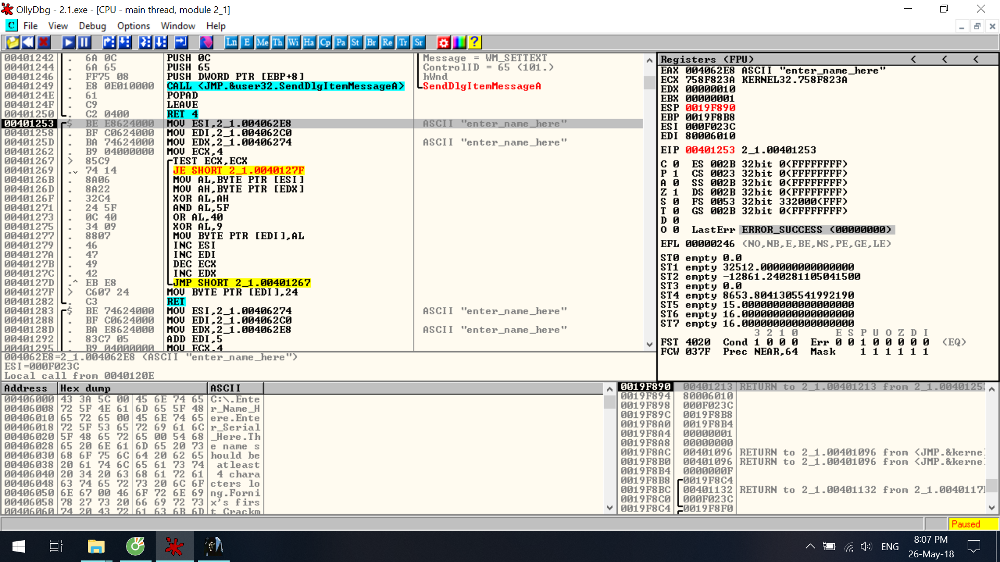 OllyDbg - 2.1.exe - [CPU - main thread, module 2_1]
C File View Debug Options Window Help
Ln E Me Th Wi Ha Cp Pa St Br Re Tr Sr ?
00401242 . 6A 0C PUSH 0C Message = WM_SETTEXT
00401244 . 6A 65 PUSH 65 ControlID = 65 (101.)
00401246 . FF75 08 PUSH DWORD PTR [EBP+8] hWnd
00401249 . E8 0E010000 CALL <JMP.&user32.SendDlgItemMessageA> SendDlgItemMessageA
0040124E . 61 POPAD
0040124F . C9 LEAVE
00401250 . C2 0400 RET 4
00401253 $ BE E8624000 MOV ESI,2_1.004062E8 ASCII "enter_name_here"
00401258 . BF C0624000 MOV EDI,2_1.004062C0
0040125D . BA 74624000 MOV EDX,2_1.00406274 ASCII "enter_name_here"
00401262 . B9 04000000 MOV ECX,4
00401267 > 85C9 TEST ECX,ECX
00401269 .v 74 14 JE SHORT 2_1.0040127F
0040126B . 8A06 MOV AL,BYTE PTR [ESI]
0040126D . 8A22 MOV AH,BYTE PTR [EDX]
0040126F . 32C4 XOR AL,AH
00401271 . 24 5F AND AL,5F
00401273 . 0C 40 OR AL,40
00401275 . 34 09 XOR AL,9
00401277 . 8807 MOV BYTE PTR [EDI],AL
00401279 . 46 INC ESI
0040127A . 47 INC EDI
0040127B . 49 DEC ECX
0040127C . 42 INC EDX
0040127D .^ EB E8 JMP SHORT 2_1.00401267
0040127F > C607 24 MOV BYTE PTR [EDI],24
00401282 . C3 RET
00401283 $ BE 74624000 MOV ESI,2_1.00406274 ASCII "enter_name_here"
00401288 . BF C0624000 MOV EDI,2_1.004062C0
0040128D . BA E8624000 MOV EDX,2_1.004062E8 ASCII "enter_name_here"
00401292 . 83C7 05 ADD EDI,5
00401295 . B9 04000000 MOV ECX,4
004062E8=2_1.004062E8 (ASCII "enter_name_here")
ESI=000F023C
Local call from 0040120E
Registers (FPU) < < <
EAX 004062E8 ASCII "enter_name_here"
ECX 758F823A KERNEL32.758F823A
EDX 00000010
EBX 00000001
ESP 0019F890
EBP 0019F8B8
ESI 000F023C
EDI 80006010
EIP 00401253 2_1.00401253
C 0 ES 002B 32bit 0(FFFFFFFF)
P 1 CS 0023 32bit 0(FFFFFFFF)
A 0 SS 002B 32bit 0(FFFFFFFF)
Z 1 DS 002B 32bit 0(FFFFFFFF)
S 0 FS 0053 32bit 332000(FFF)
T 0 GS 002B 32bit 0(FFFFFFFF)
D 0
O 0 LastErr ERROR_SUCCESS (00000000)
EFL 00000246 (NO,NB,E,BE,NS,PE,GE,LE)
ST0 empty 0.0
ST1 empty 32512.000000000000000
ST2 empty -12861.240281105041500
ST3 empty 0.0
ST4 empty 8653.8041305541992190
ST5 empty 15.000000000000000000
ST6 empty 16.000000000000000000
ST7 empty 16.000000000000000000
3 2 1 0 E S P U O Z D I
FST 4020 Cond 1 0 0 0 Err 0 0 1 0 0 0 0 0 (EQ)
FCW 037F Prec NEAR,64 Mask 1 1 1 1 1 1
Address Hex dump ASCII
00406000 43 3A 5C 00 45 6E 74 65 C:\.Ente
00406008 72 5F 4E 61 6D 65 5F 48 r_Name_H
00406010 65 72 65 00 45 6E 74 65 ere.Ente
00406018 72 5F 53 65 72 69 61 6C r_Serial
00406020 5F 48 65 72 65 00 54 68 _Here.Th
00406028 65 20 6E 61 6D 65 20 73 e name s
00406030 68 6F 75 6C 64 20 62 65 hould be
00406038 20 61 74 6C 65 61 73 74 atleast
00406040 20 34 20 63 68 61 72 61 4 chara
00406048 63 74 65 72 73 20 6C 6F cters lo
00406050 6E 67 00 46 6F 72 6E 69 ng.Forni
00406058 78 27 73 20 66 69 72 73 x's firs
00406060 74 20 43 72 61 63 6B 6D t Crackm
0019F890 00401213 RETURN to 2_1.00401213 from 2_1.00401253
0019F894 80006010
0019F898 000F023C
0019F89C 0019F8B8
0019F8A0 0019F8B4
0019F8A4 00000001
0019F8A8 00000000
0019F8AC 00401096 RETURN to 2_1.00401096 from <JMP.&kerne
0019F8B0 00401096 RETURN to 2_1.00401096 from <JMP.&kerne
0019F8B4 0000000F
0019F8B8 0019F8C4
0019F8BC 00401132 RETURN to 2_1.00401132 from 2_1.0040117
0019F8C0 000F023C
0019F8C4 0019F8F0
Paused
ENG
8:07 PM
26-May-18